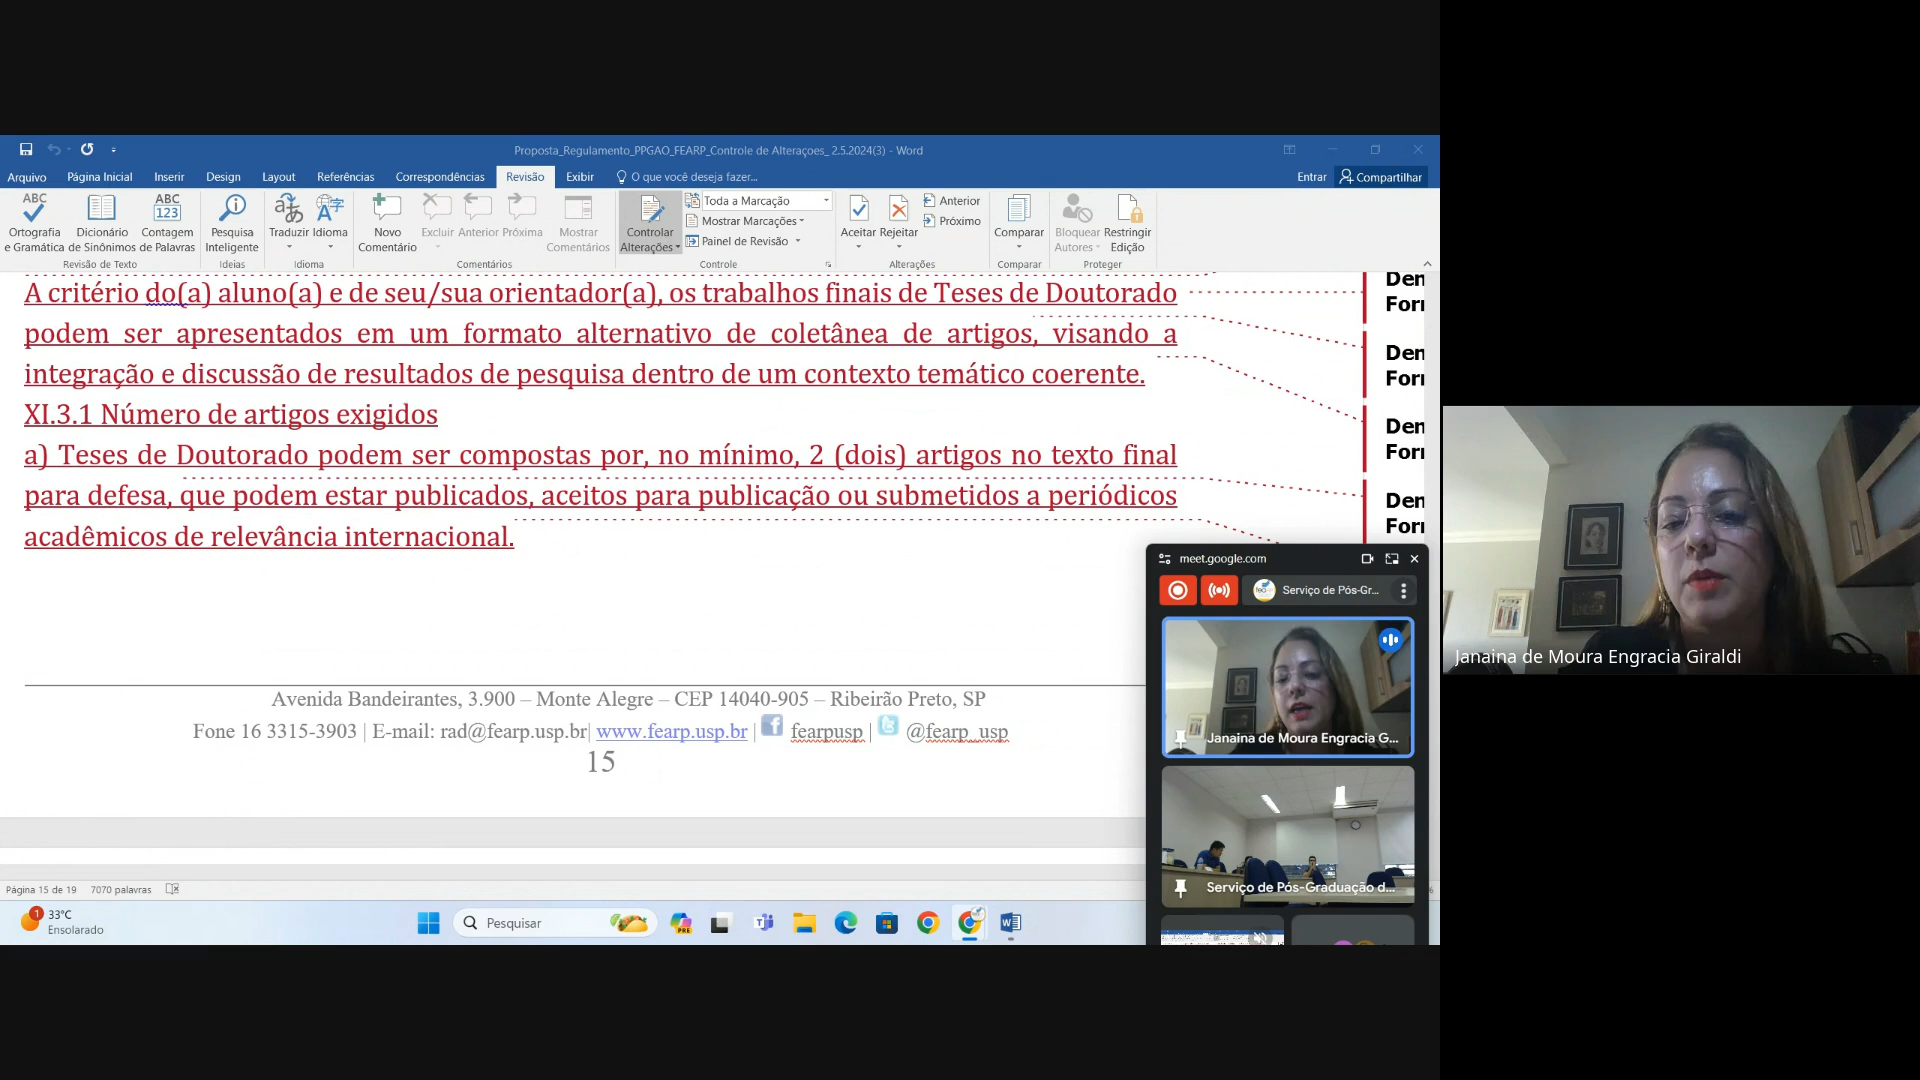 Proposta_Regulamento_PPGAO_FEARP_Controle de Alteraçoes_ 2.5.2024(3) - Word
Arquivo Página Inicial Inserir Design Layout Referências Correspondências Revisão Exibir O que você deseja fazer... Entrar Compartilhar
Ortografia e Gramática
Dicionário de Sinônimos
Contagem de Palavras
Revisão de Texto
Pesquisa Inteligente
Ideias
Traduzir Idioma
Idioma
Novo Comentário
Excluir Anterior Próxima
Mostrar Comentários
Comentários
Controlar Alterações
Toda a Marcação
Mostrar Marcações
Painel de Revisão
Controle
Aceitar Rejeitar
Anterior
Próximo
Alterações
Comparar
Comparar
Bloquear Autores
Restringir Edição
Proteger
A critério do(a) aluno(a) e de seu/sua orientador(a), os trabalhos finais de Teses de Doutorado
podem ser apresentados em um formato alternativo de coletânea de artigos, visando a
integração e discussão de resultados de pesquisa dentro de um contexto temático coerente.
XI.3.1 Número de artigos exigidos
a) Teses de Doutorado podem ser compostas por, no mínimo, 2 (dois) artigos no texto final
para defesa, que podem estar publicados, aceitos para publicação ou submetidos a periódicos
acadêmicos de relevância internacional.
Avenida Bandeirantes, 3.900 – Monte Alegre – CEP 14040-905 – Ribeirão Preto, SP
Fone 16 3315-3903 | E-mail: rad@fearp.usp.br| www.fearp.usp.br | fearpusp | @fearp_usp
15
meet.google.com
Serviço de Pós-Gr...
Janaina de Moura Engracia G...
Serviço de Pós-Graduação d...
Página 15 de 19 7070 palavras
33°C
Ensolarado
Pesquisar
Janaina de Moura Engracia Giraldi